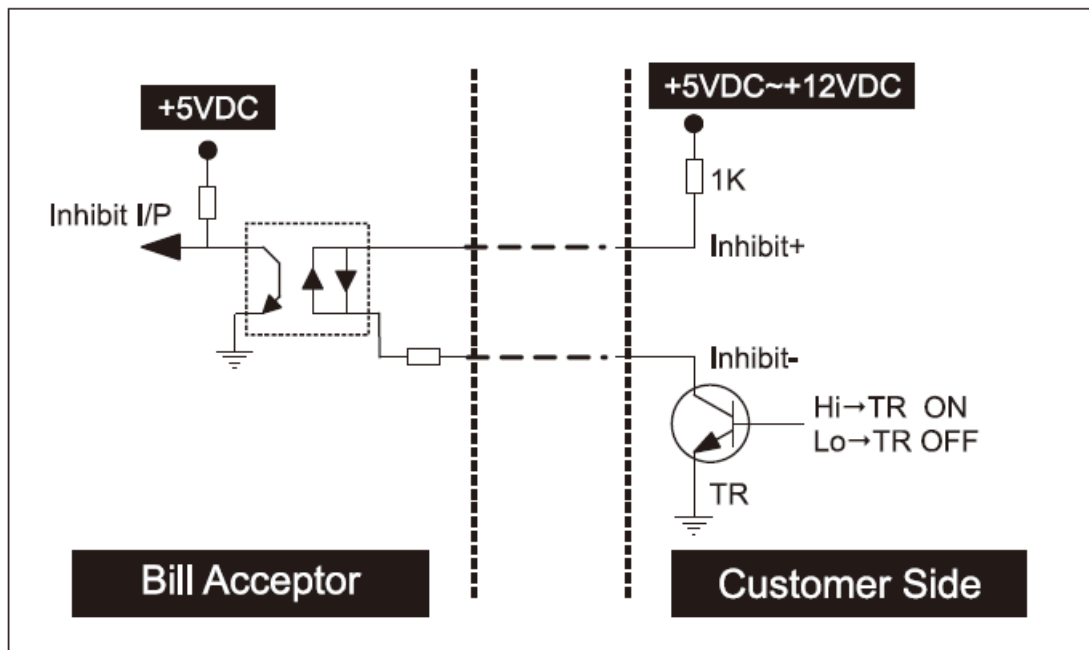 +5VDC
+5VDC~+12VDC
1K
Inhibit I/P
Inhibit+
Inhibit-
Hi→TR ON
Lo→TR OFF
TR
Bill Acceptor
Customer Side